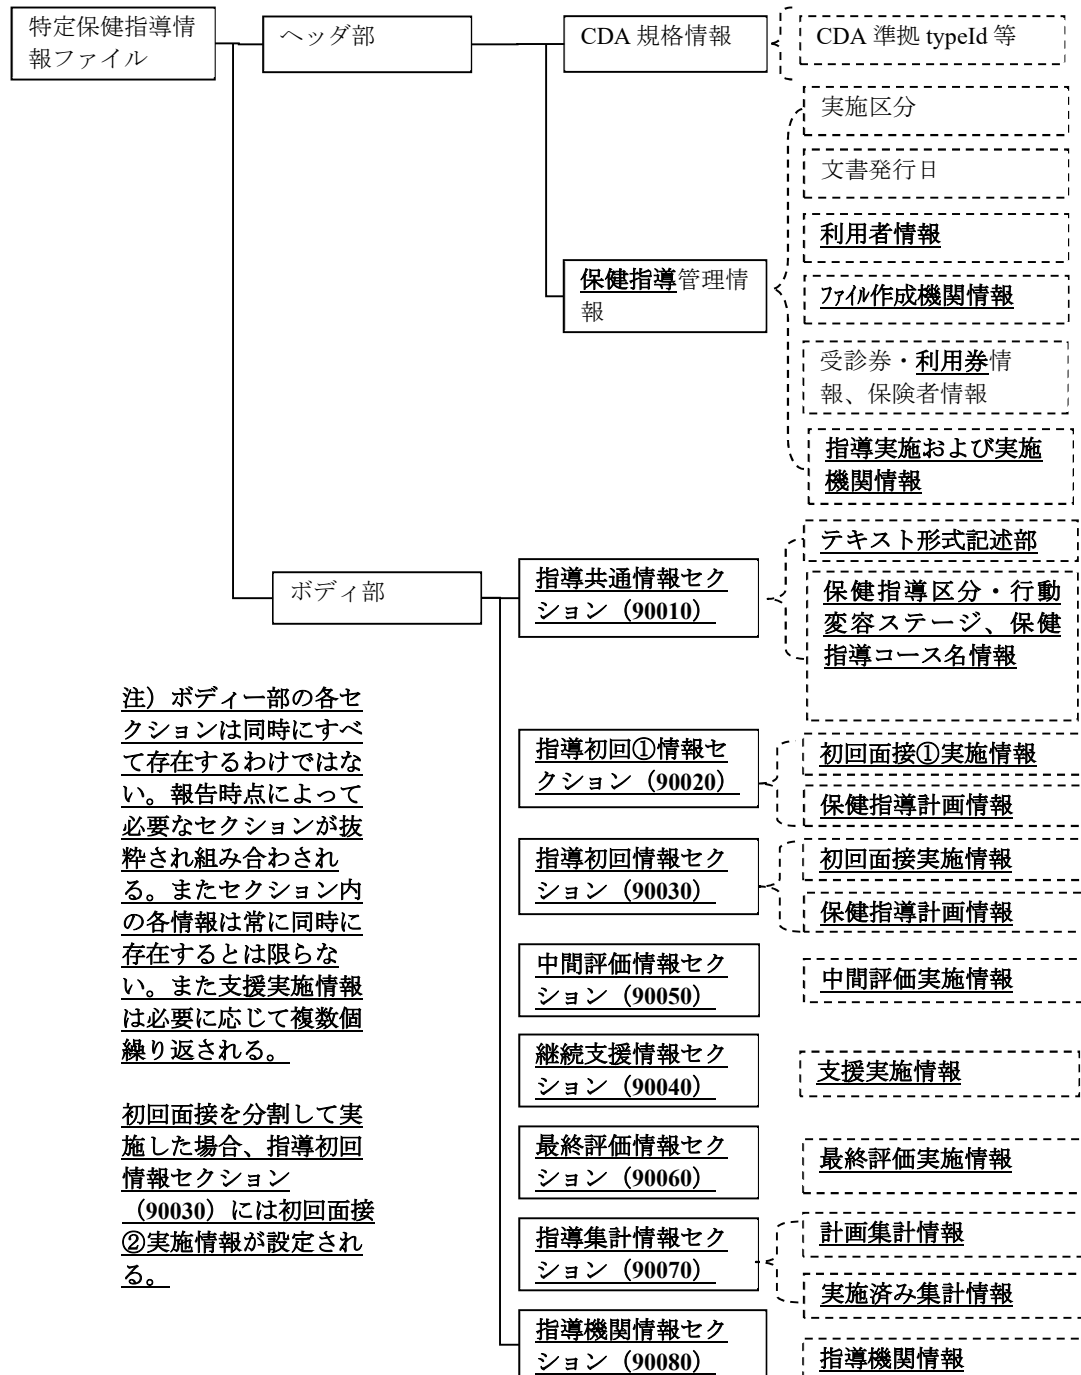 特定保健指導情
報ファイル
ヘッダ部
CDA 規格情報
CDA 準拠 typeId 等
実施区分
文書発行日
利用者情報
ﾌｧｲﾙ作成機関情報
保健指導管理情
報
受診券・利用券情
報、保険者情報
指導実施および実施
機関情報
ボディ部
指導共通情報セク
ション（90010）
テキスト形式記述部
保健指導区分・行動
変容ステージ、保健
指導コース名情報
注）ボディー部の各セ
クションは同時にすべ
て存在するわけではな
い。報告時点によって
必要なセクションが抜
粋され組み合わされ
る。またセクション内
の各情報は常に同時に
存在するとは限らな
い。また支援実施情報
は必要に応じて複数個
繰り返される。
初回面接を分割して実
施した場合、指導初回
情報セクション
（90030）には初回面接
②実施情報が設定され
る。
指導初回①情報セ
クション（90020）
初回面接①実施情報
保健指導計画情報
指導初回情報セク
ション（90030）
初回面接実施情報
保健指導計画情報
中間評価情報セク
ション（90050）
中間評価実施情報
継続支援情報セク
ション（90040）
支援実施情報
最終評価情報セク
ション（90060）
最終評価実施情報
指導集計情報セク
ション（90070）
計画集計情報
実施済み集計情報
指導機関情報セク
ション（90080）
指導機関情報